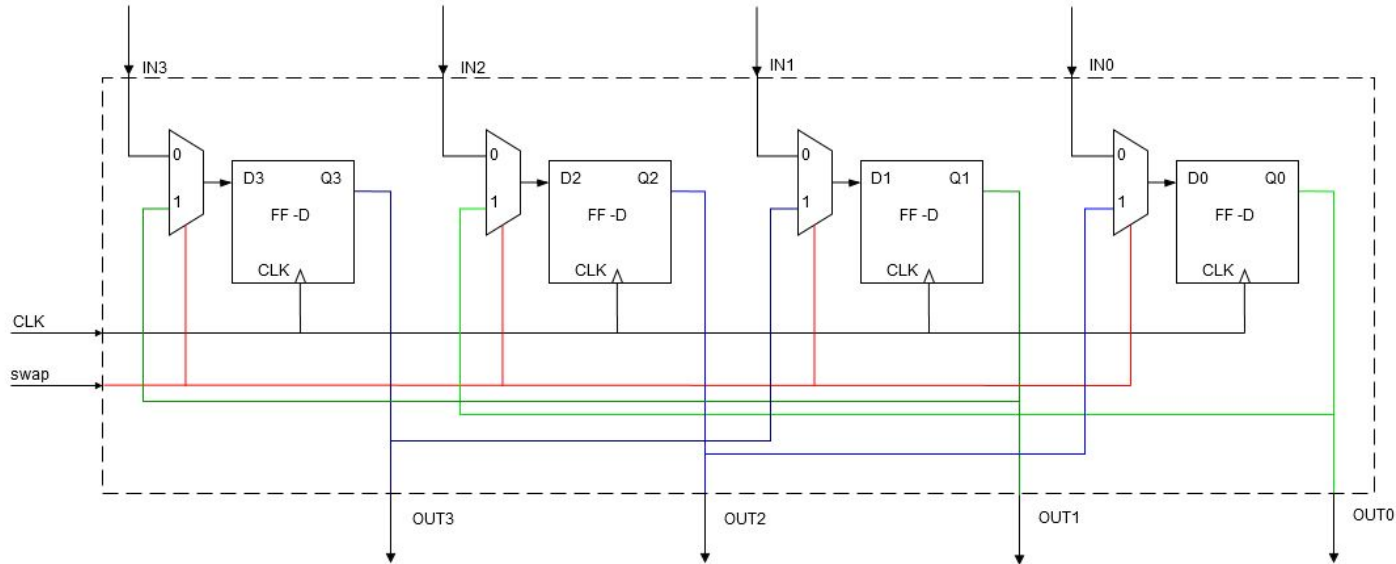 IN3 IN2 IN1 IN0
0 0 0 0
D3 Q3 D2 Q2 D1 Q1 D0 Q0
1 1 1 1
FF -D FF -D FF -D FF -D
CLK CLK CLK CLK
CLK
swap
OUT3 OUT2 OUT1 OUT0